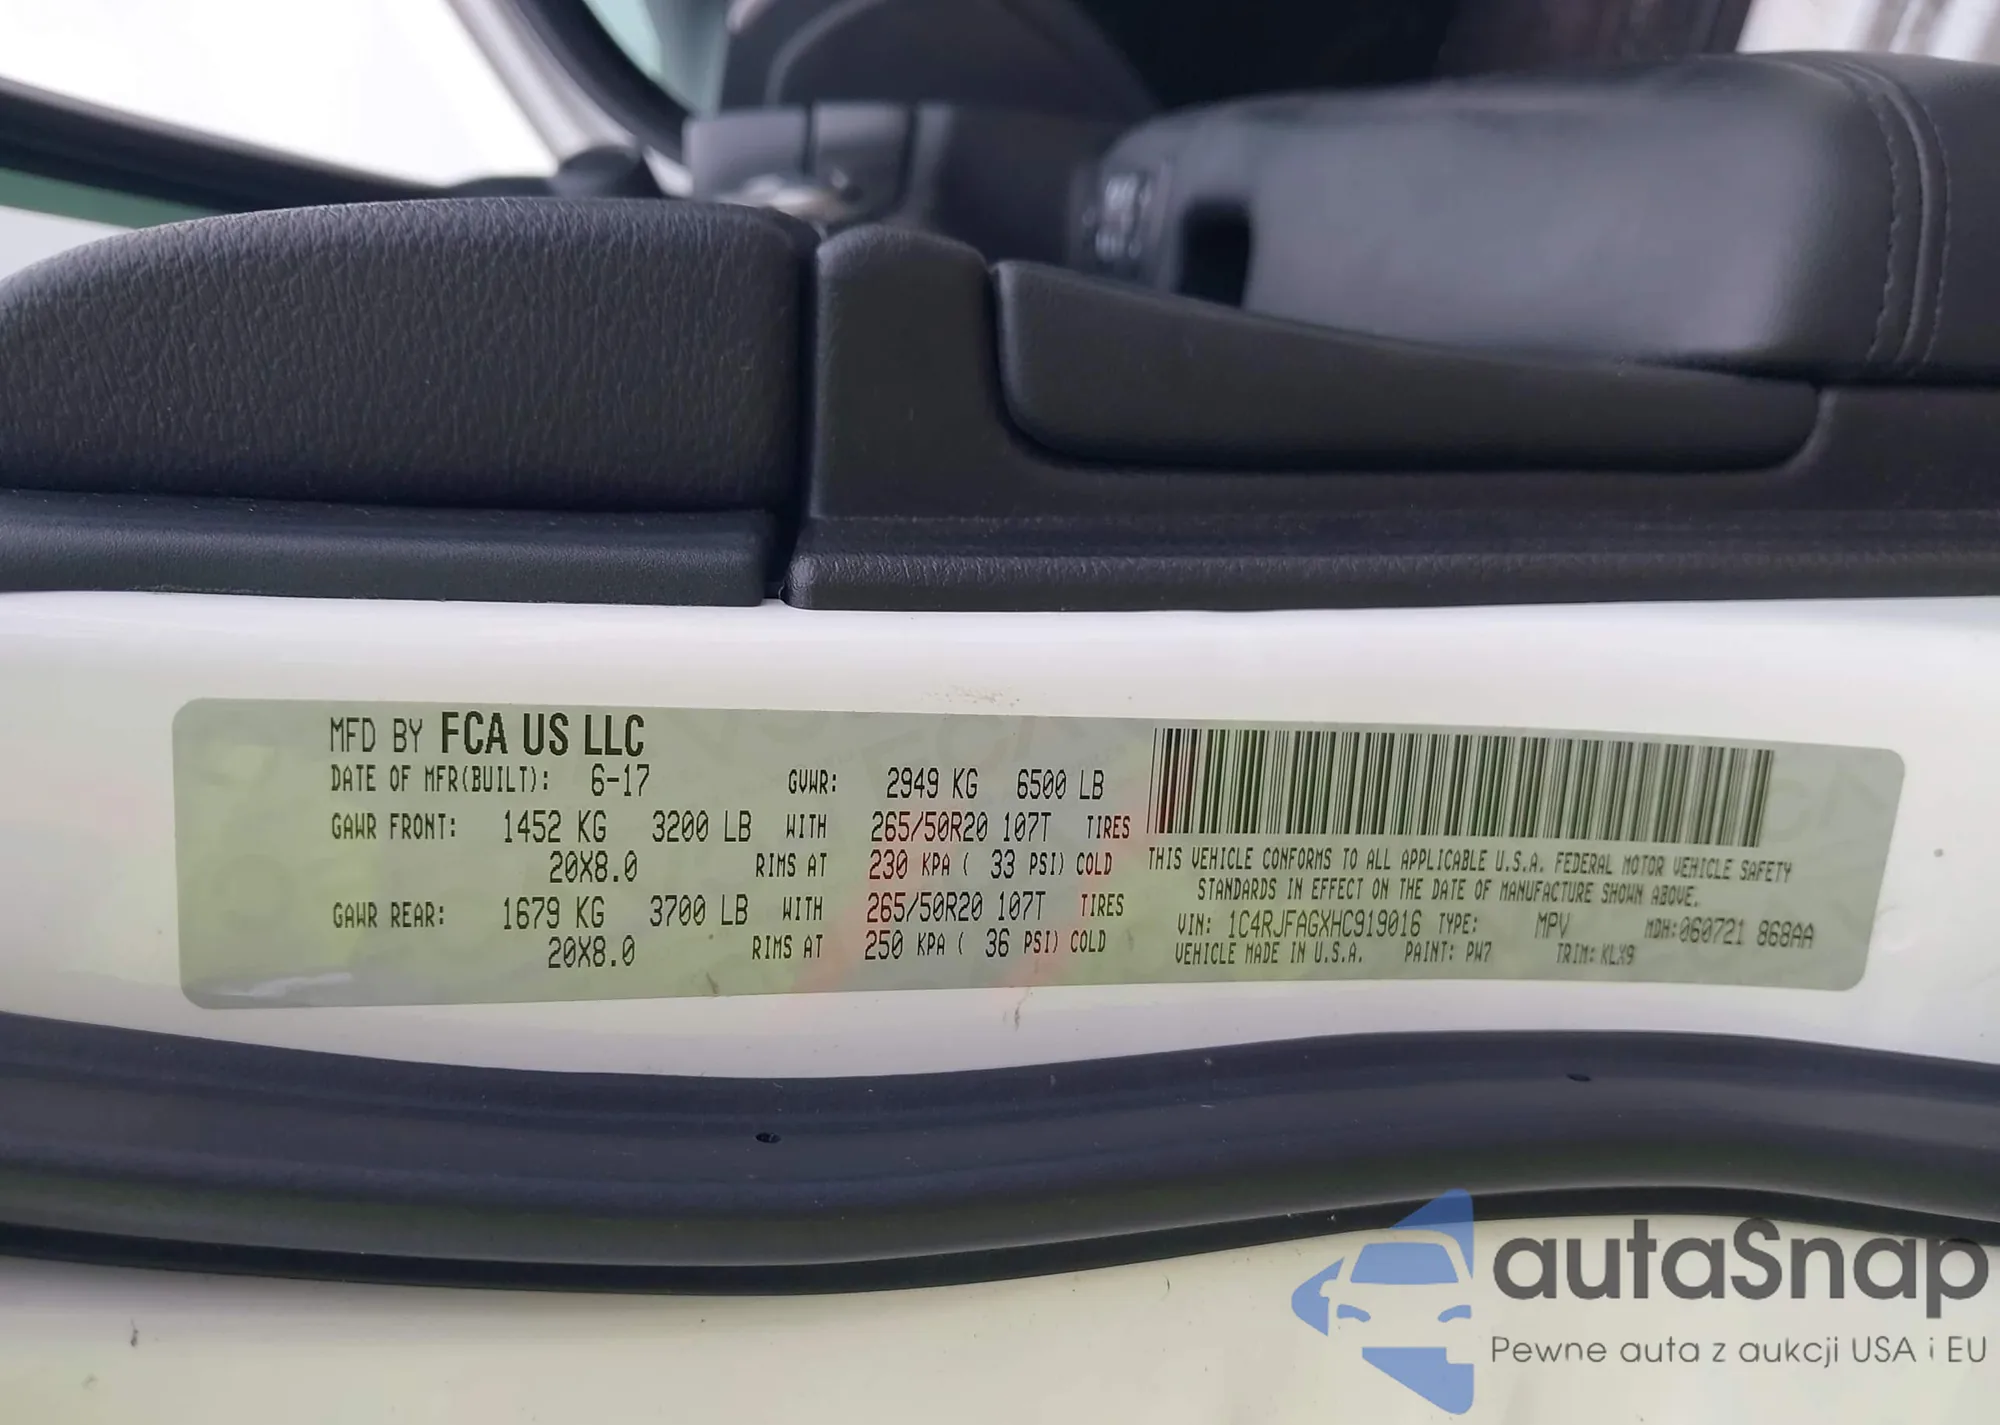 MFD BY FCA US LLC
DATE OF MFR(BUILT): 6-17 GVWR: 2949 KG 6500 LB
GAWR FRONT: 1452 KG 3200 LB WITH 265/50R20 107T TIRES
20X8.0 RIMS AT 230 KPA ( 33 PSI) COLD
GAWR REAR: 1679 KG 3700 LB WITH 265/50R20 107T TIRES
20X8.0 RIMS AT 250 KPA ( 36 PSI) COLD
THIS VEHICLE CONFORMS TO ALL APPLICABLE U.S.A. FEDERAL MOTOR VEHICLE SAFETY
STANDARDS IN EFFECT ON THE DATE OF MANUFACTURE SHOWN ABOVE.
VIN: 1C4RJFAGXHC919016 TYPE: MPV MDH:060721 868AA
VEHICLE MADE IN U.S.A. PAINT: PW7 TRIM: KLX9
autaSnap
Pewne auta z aukcji USA i EU